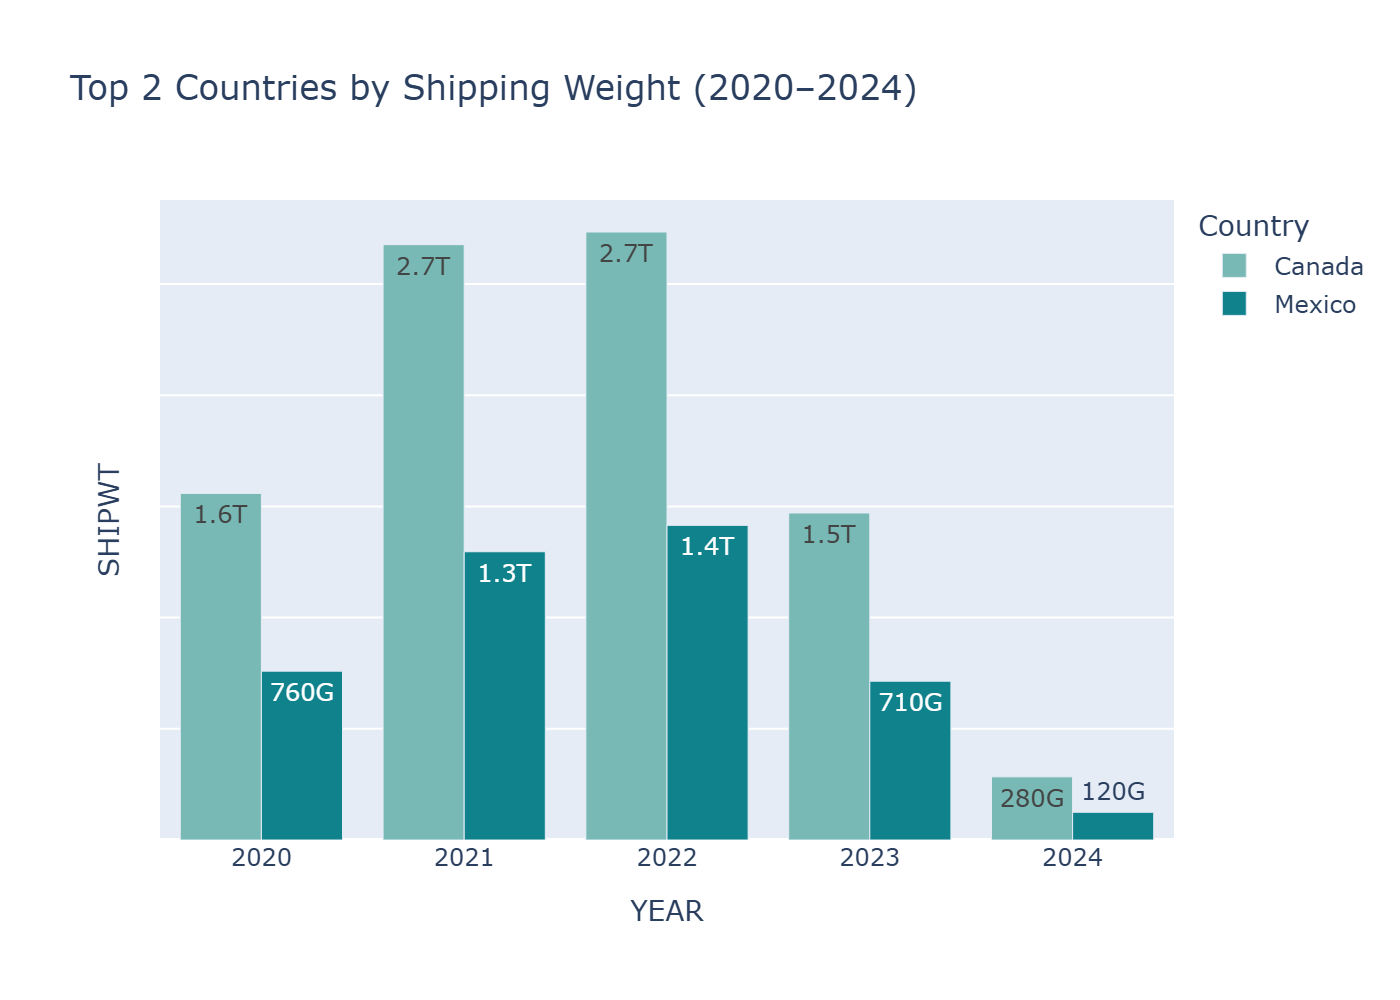 Top 2 Countries by Shipping Weight (2020–2024)
Country
Canada
Mexico
SHIPWT
1.6T
760G
2.7T
1.3T
2.7T
1.4T
1.5T
710G
280G
120G
2020
2021
2022
2023
2024
YEAR